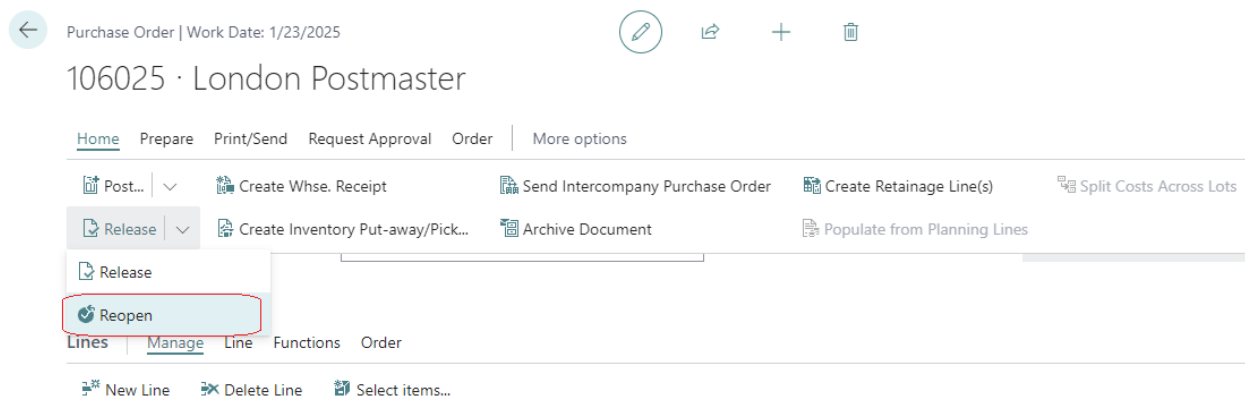 Purchase Order | Work Date: 1/23/2025
106025 · London Postmaster
Home Prepare Print/Send Request Approval Order More options
Post... Create Whse. Receipt Send Intercompany Purchase Order Create Retainage Line(s) Split Costs Across Lots
Release Create Inventory Put-away/Pick... Archive Document Populate from Planning Lines
Release
Reopen
Lines Manage Line Functions Order
New Line Delete Line Select items...